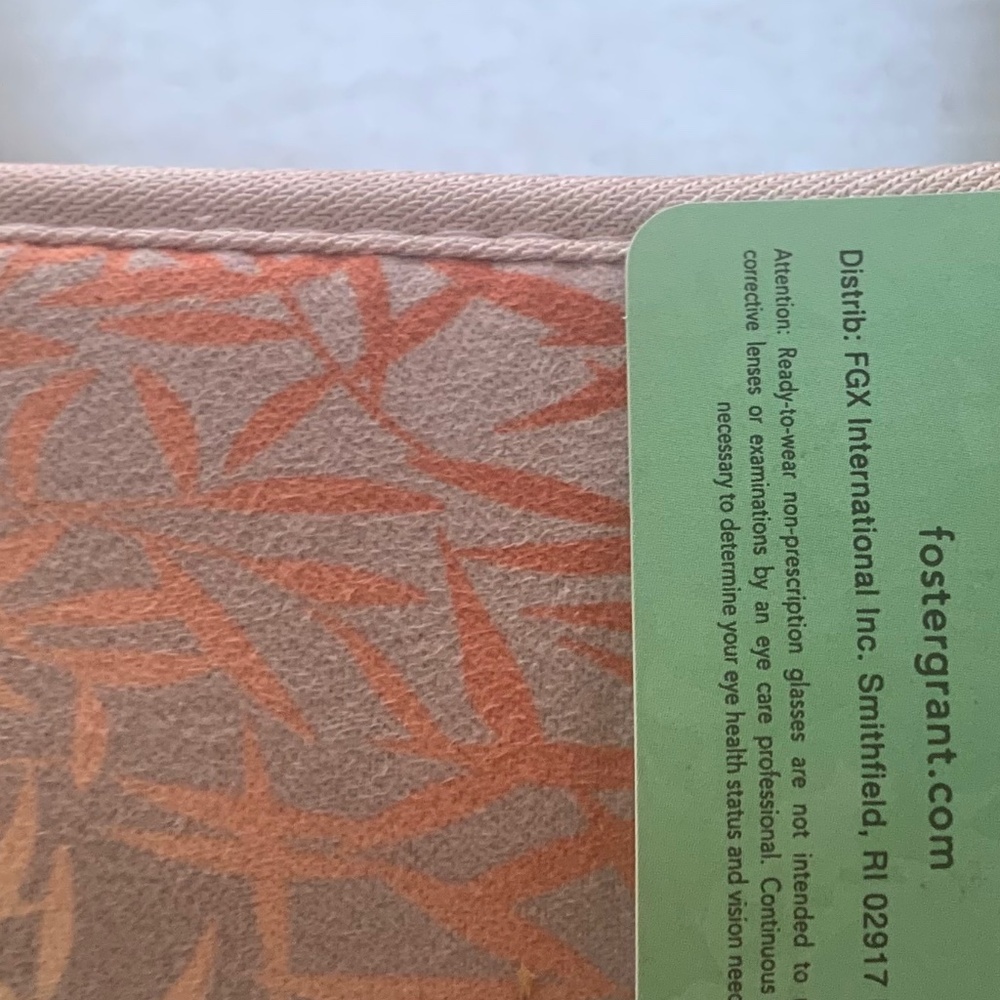 fostergrant.com
Distrib: FGX International Inc. Smithfield, RI 02917
Attention: Ready-to-wear non-prescription glasses are not intended to
corrective lenses or examinations by an eye care professional. Continuous
necessary to determine your eye health status and vision